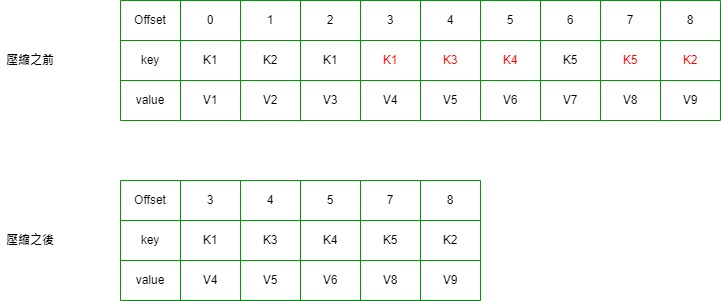 Offset 0 1 2 3 4 5 6 7 8
壓縮之前 key K1 K2 K1 K1 K3 K4 K5 K5 K2
value V1 V2 V3 V4 V5 V6 V7 V8 V9
Offset 3 4 5 7 8
壓縮之後 key K1 K3 K4 K5 K2
value V4 V5 V6 V8 V9